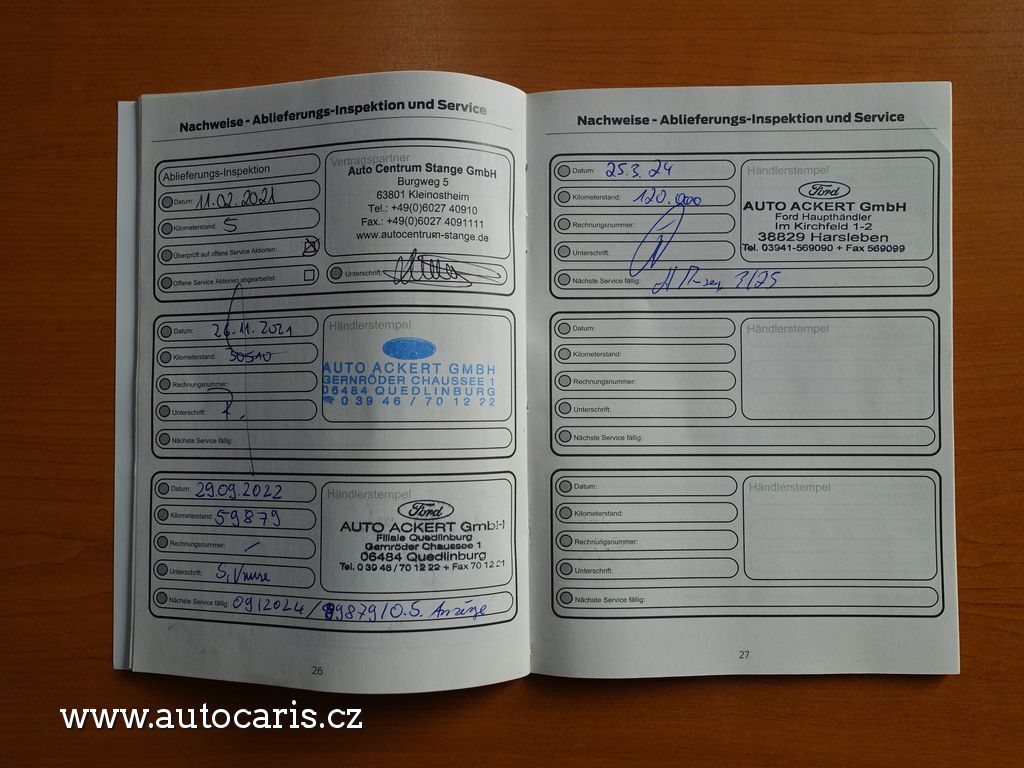 Nachweise - Ablieferungs-Inspektion und Service
Ablieferungs-Inspektion
Datum: 11.02.2021
Kilometerstand: 5
Überprüft auf offene Service Aktionen:
Offene Service Aktionen abgearbeitet:
Vertragspartner
Auto Centrum Stange GmbH
Burgweg 5
63801 Kleinostheim
Tel.: +49(0)6027 40910
Fax.: +49(0)6027 4091111
www.autocentrum-stange.de
Unterschrift:
Datum: 26.11.2021
Kilometerstand: 30510
Rechnungsnummer:
Unterschrift:
Nächste Service fällig:
Händlerstempel
AUTO ACKERT GMBH
GERNRÖDER CHAUSSEE 1
06484 QUEDLINBURG
0 39 46 / 70 12 22
Datum: 29.09.2022
Kilometerstand: 59879
Rechnungsnummer: -
Unterschrift:
Nächste Service fällig: 09/2024 / 89879 / O.S. Anzeige
Händlerstempel
Ford
AUTO ACKERT GmbH
Filiale Quedlinburg
Gernröder Chaussee 1
06484 Quedlinburg
Tel. 0 39 46 / 70 12 22 + Fax 70 12 21
26
Nachweise - Ablieferungs-Inspektion und Service
Datum: 25.3.24
Kilometerstand: 120.000
Rechnungsnummer:
Unterschrift:
Nächste Service fällig: 3/25
Händlerstempel
Ford
AUTO ACKERT GmbH
Ford Haupthändler
Im Kirchfeld 1-2
38829 Harsleben
Tel. 03941-569090 + Fax 569099
Datum:
Kilometerstand:
Rechnungsnummer:
Unterschrift:
Nächste Service fällig:
Händlerstempel
Datum:
Kilometerstand:
Rechnungsnummer:
Unterschrift:
Nächste Service fällig:
Händlerstempel
27
www.autocaris.cz